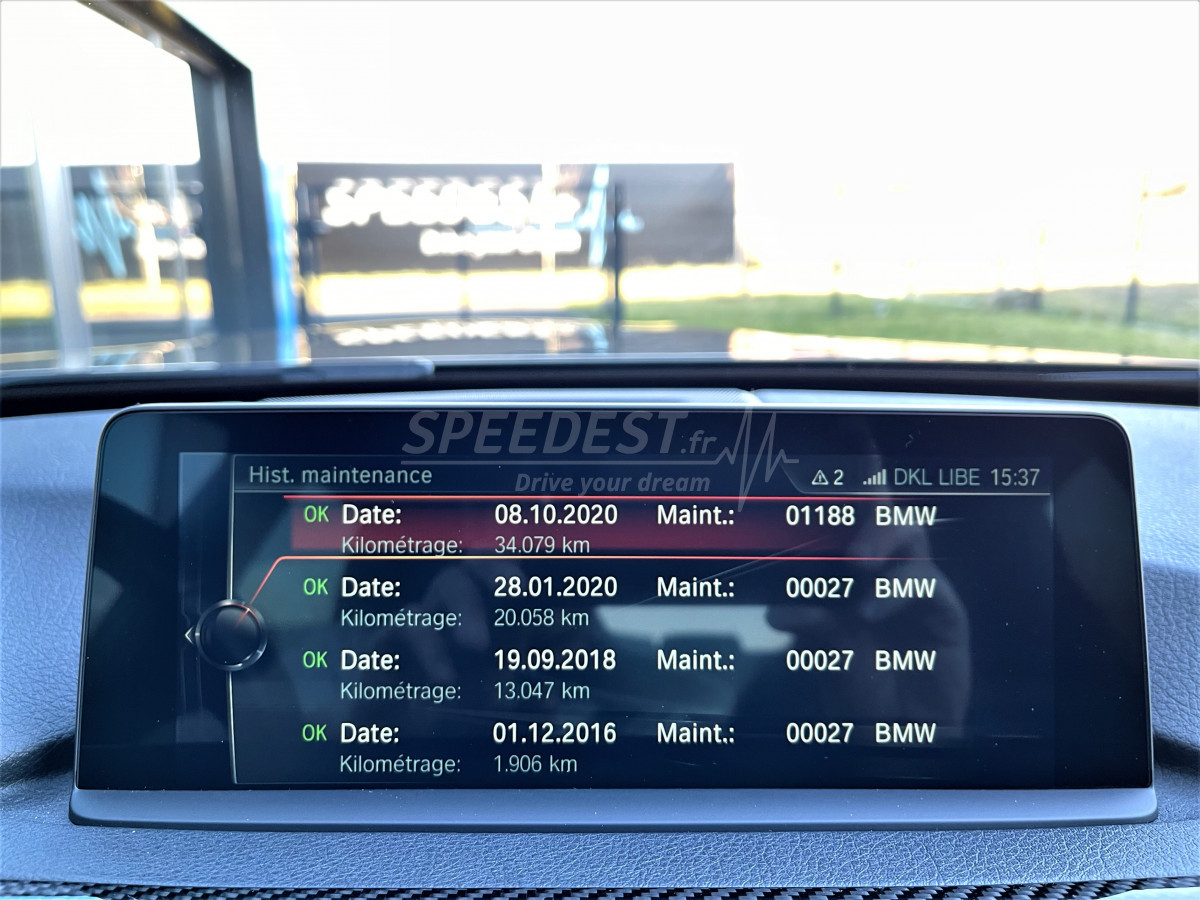 SPEEDEST.fr
SPEEDEST.fr
Drive your dream
Hist. maintenance 2 DKL LIBE 15:37
OK Date: 08.10.2020 Maint.: 01188 BMW
Kilométrage: 34.079 km
OK Date: 28.01.2020 Maint.: 00027 BMW
Kilométrage: 20.058 km
OK Date: 19.09.2018 Maint.: 00027 BMW
Kilométrage: 13.047 km
OK Date: 01.12.2016 Maint.: 00027 BMW
Kilométrage: 1.906 km